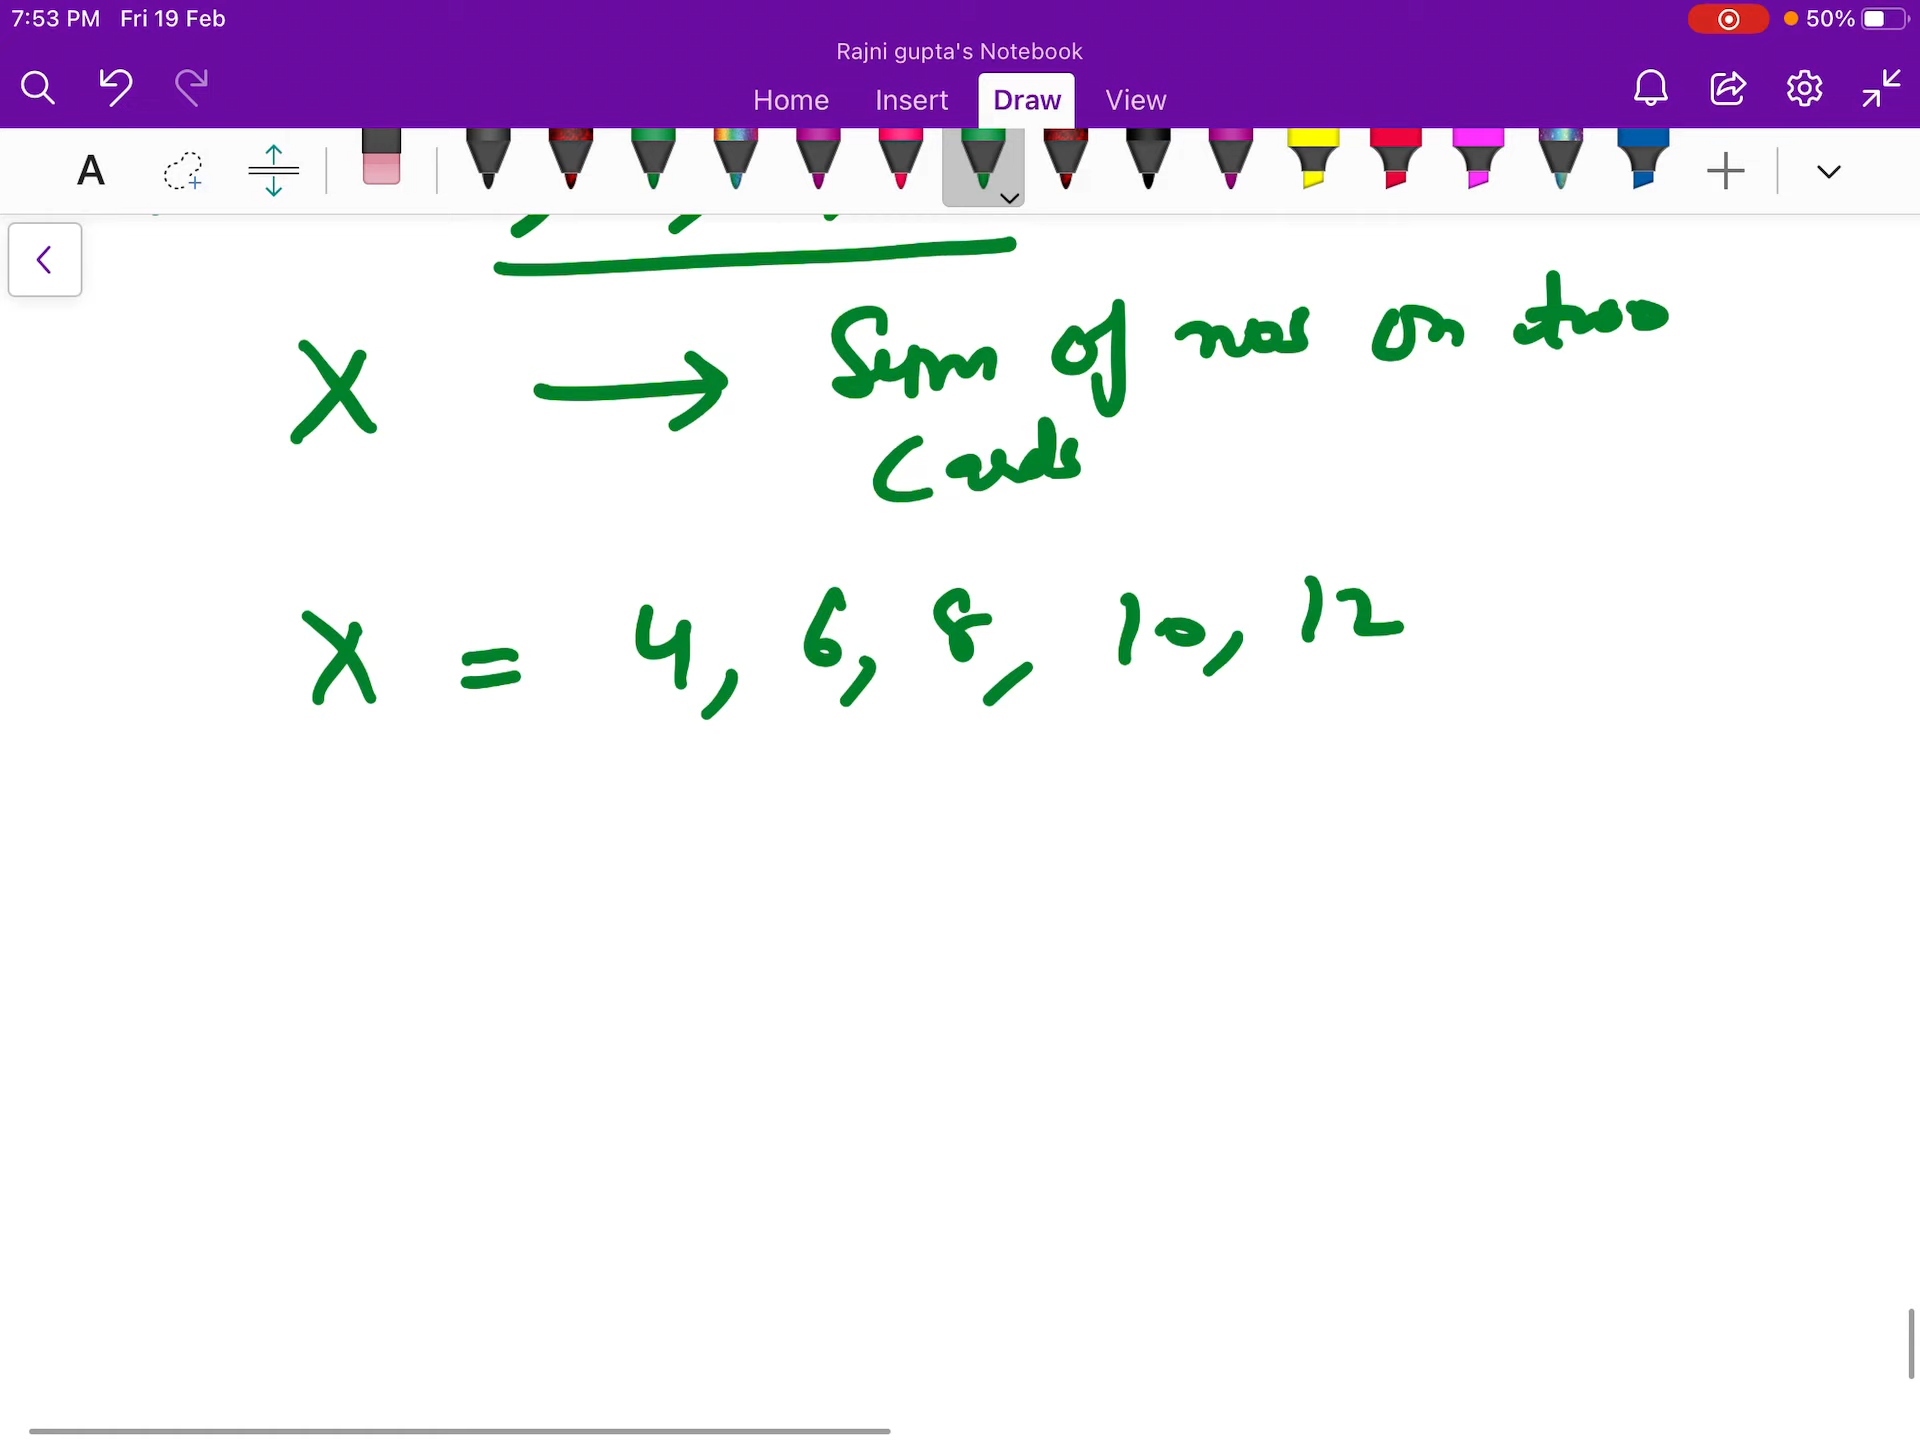 7:53 PM Fri 19 Feb
50%
Rajni gupta's Notebook
Home Insert Draw View
A
X → Sum of nos on two
Cards
X = 4, 6, 8, 10, 12